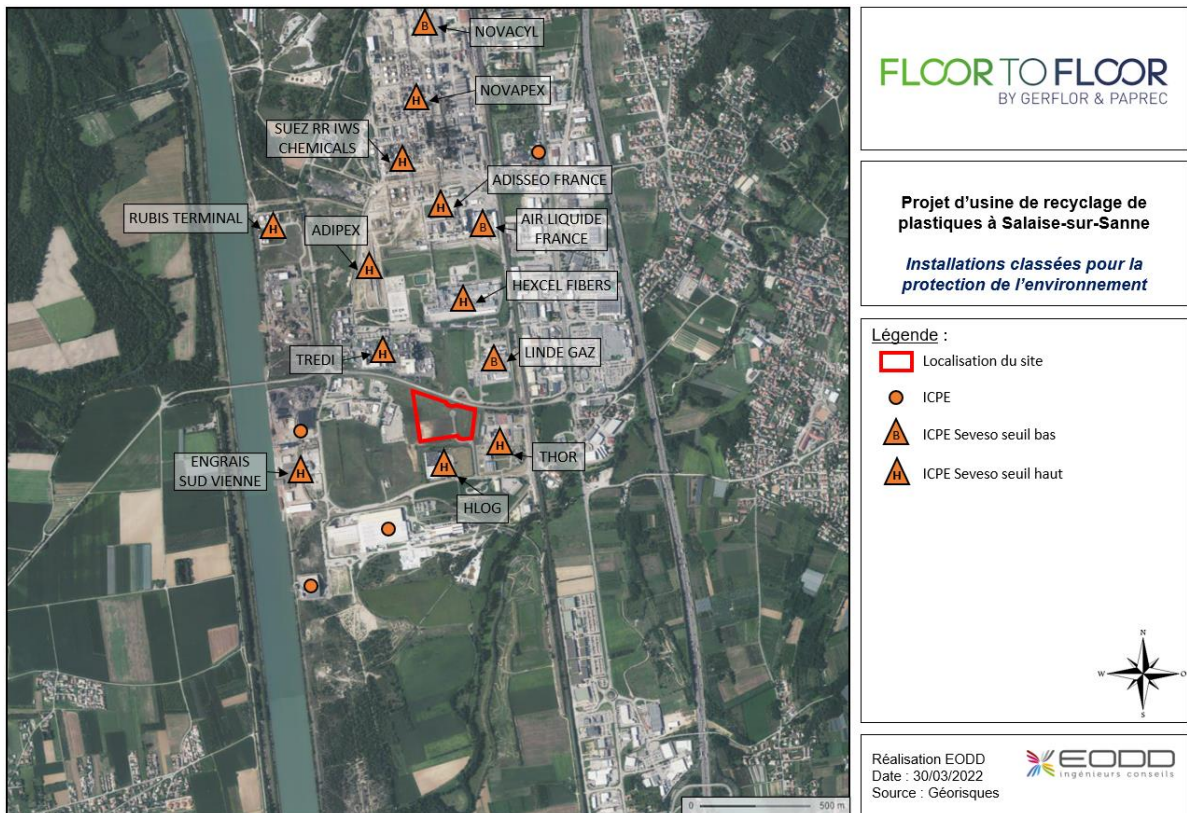 B
NOVACYL
H
NOVAPEX
SUEZ RR IWS
CHEMICALS
H
H
ADISSEO FRANCE
RUBIS TERMINAL
H
ADIPEX
B
AIR LIQUIDE
FRANCE
H
H
HEXCEL FIBERS
TREDI
H
B
LINDE GAZ
ENGRAIS
SUD VIENNE
H
H
THOR
H
HLOG
0
500 m
FLOOR TO FLOOR
BY GERFLOR & PAPREC
Projet d'usine de recyclage de
plastiques à Salaise-sur-Sanne
Installations classées pour la
protection de l'environnement
Légende :
Localisation du site
ICPE
B ICPE Seveso seuil bas
H ICPE Seveso seuil haut
N
W O
S
Réalisation EODD
Date : 30/03/2022
Source : Géorisques
EODD
ingénieurs conseils